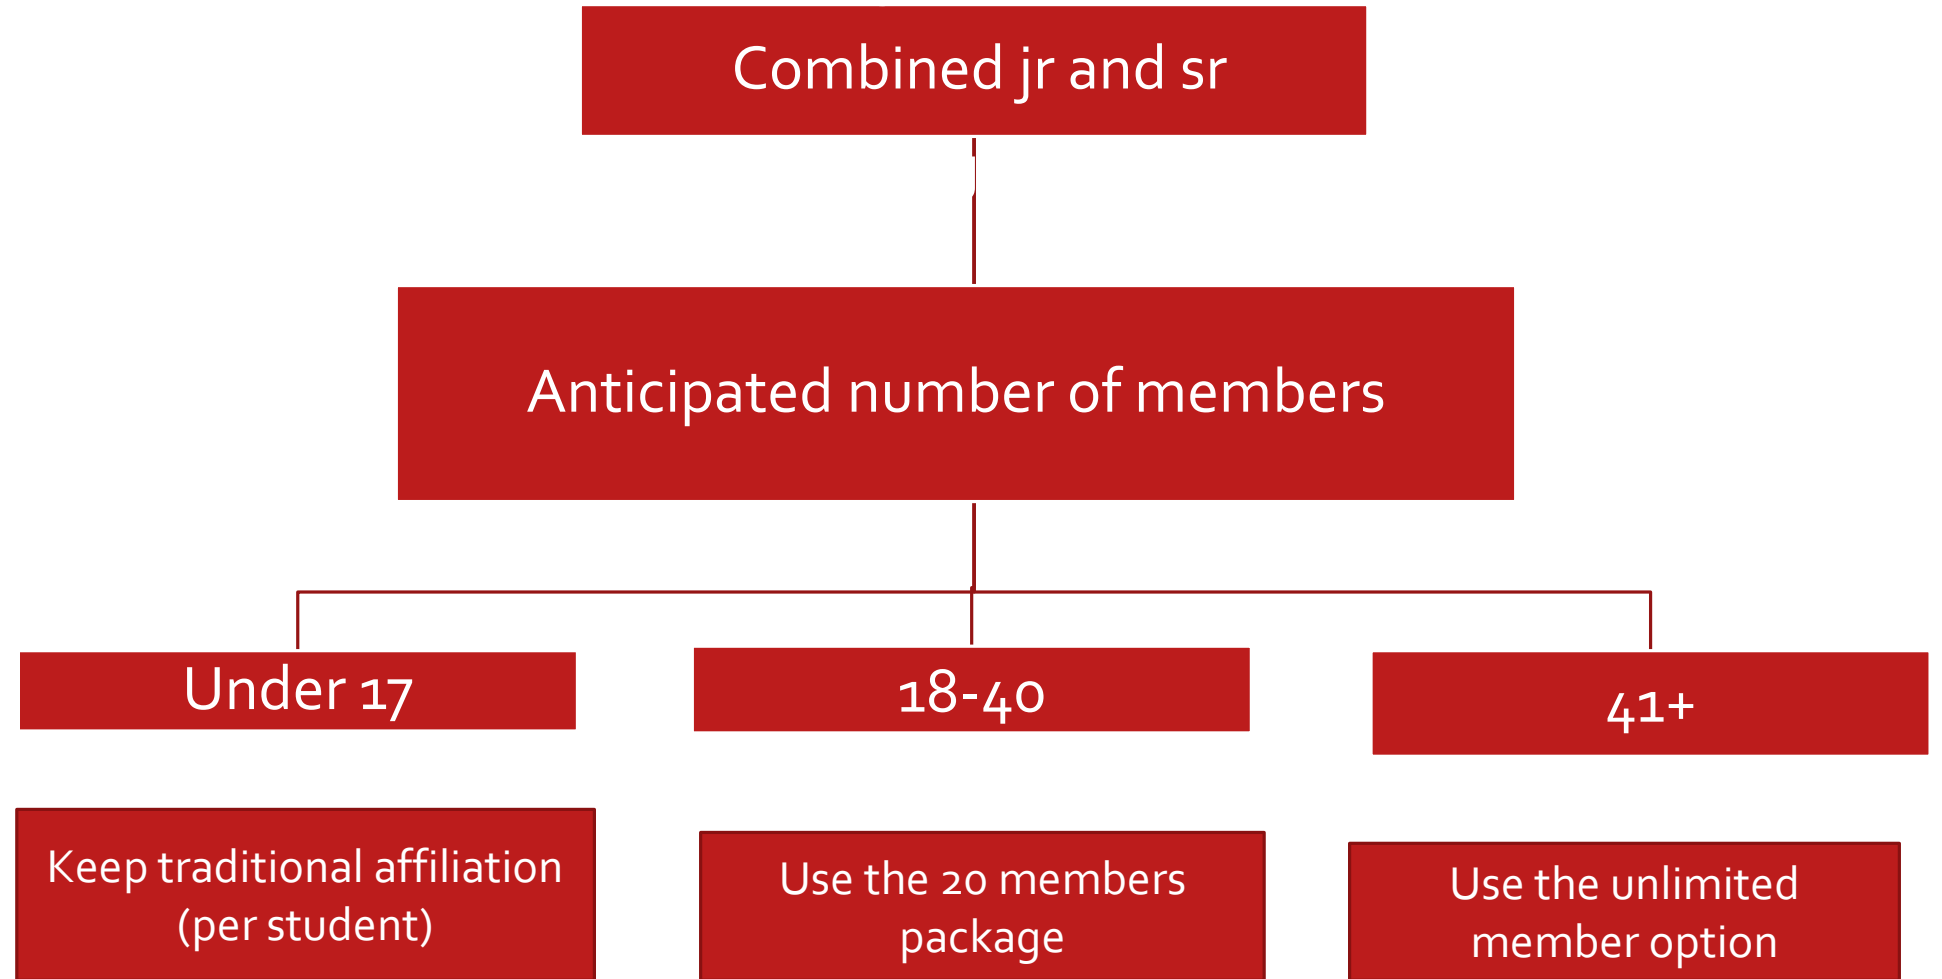 Combined jr and sr
Anticipated number of members
Under 17
18-40
41+
Keep traditional affiliation
(per student)
Use the 20 members
package
Use the unlimited
member option